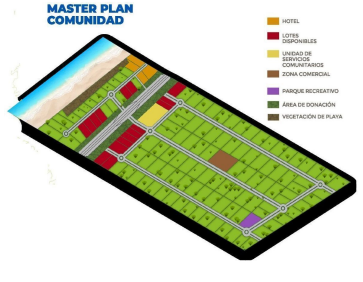 MASTER PLAN
COMUNIDAD
HOTEL
LOTES
DISPONIBLES
UNIDAD DE
SERVICIOS
COMUNITARIOS
ZONA COMERCIAL
PARQUE RECREATIVO
ÁREA DE DONACIÓN
VEGETACIÓN DE PLAYA